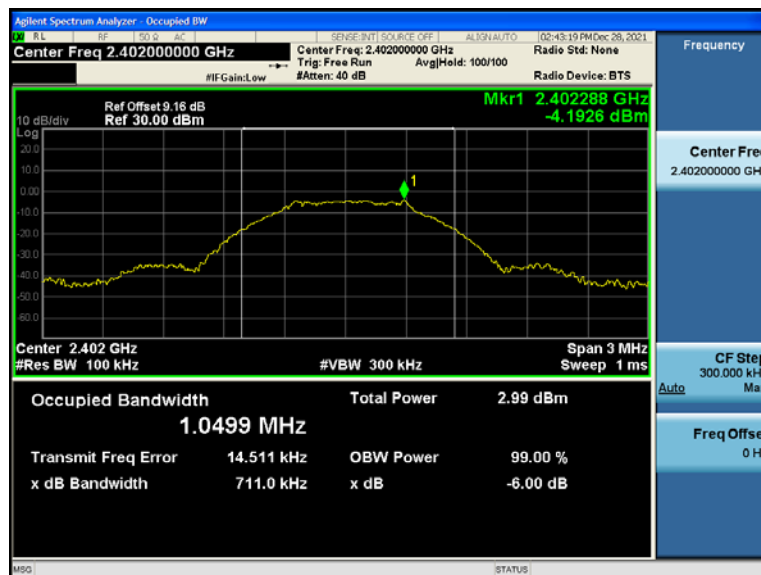 Agilent Spectrum Analyzer - Occupied BW
RL RF 50 Ω AC SENSE:INT SOURCE OFF ALIGN AUTO 02:43:19 PM Dec 28, 2021
Center Freq 2.402000000 GHz
Center Freq: 2.402000000 GHz
Radio Std: None
Trig: Free Run Avg|Hold: 100/100
#IFGain:Low
#Atten: 40 dB
Radio Device: BTS
Ref Offset 9.16 dB
Ref 30.00 dBm
10 dB/div
Log
Mkr1 2.402288 GHz
-4.1926 dBm
20.0
10.0
0.00
-10.0
-20.0
-30.0
-40.0
-50.0
-60.0
1
Center 2.402 GHz
Span 3 MHz
#Res BW 100 kHz
#VBW 300 kHz
Sweep 1 ms
Occupied Bandwidth
1.0499 MHz
Total Power 2.99 dBm
Transmit Freq Error 14.511 kHz
OBW Power 99.00 %
x dB Bandwidth 711.0 kHz
x dB -6.00 dB
MSG
STATUS
Frequency
Center Fre
2.402000000 GH
CF Ste
300.000 kH
Auto Ma
Freq Offse
0 H